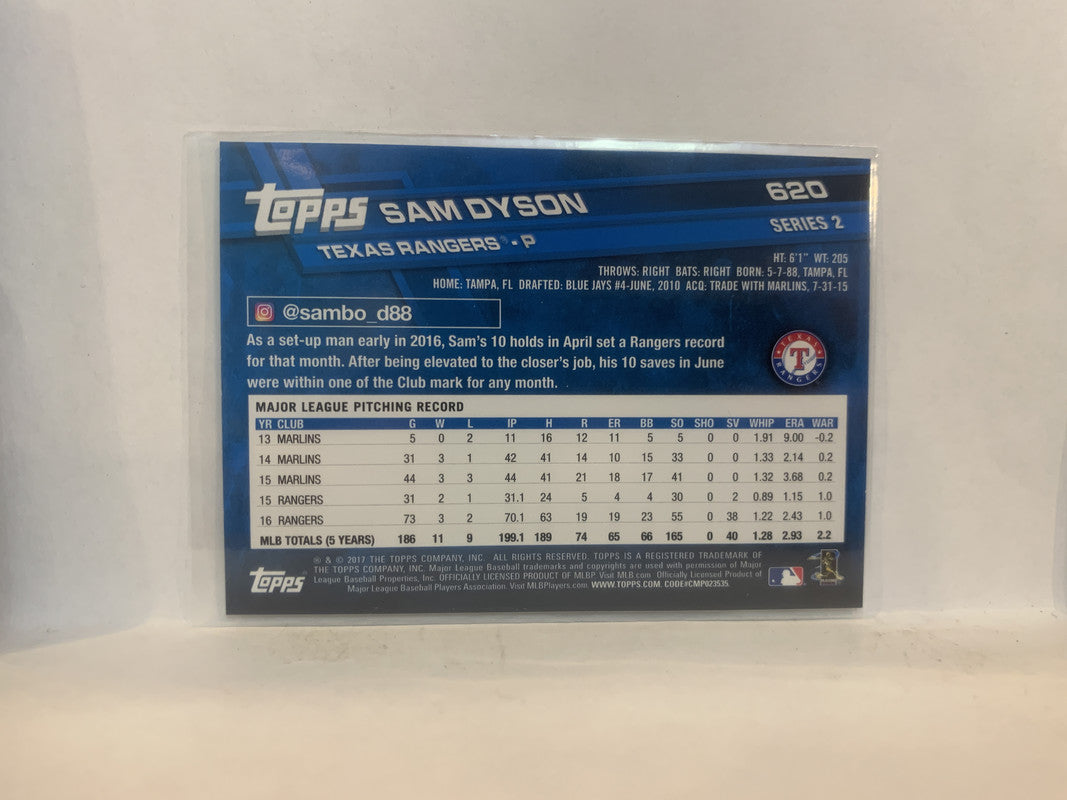 topps SAM DYSON 620
TEXAS RANGERS® • P SERIES 2
HT: 6'1" WT: 205
THROWS: RIGHT BATS: RIGHT BORN: 5-7-88, TAMPA, FL
HOME: TAMPA, FL DRAFTED: BLUE JAYS #4-JUNE, 2010 ACQ: TRADE WITH MARLINS, 7-31-15
@sambo_d88
As a set-up man early in 2016, Sam's 10 holds in April set a Rangers record
for that month. After being elevated to the closer's job, his 10 saves in June
were within one of the Club mark for any month.
TEXAS RANGERS
T
MAJOR LEAGUE PITCHING RECORD
YR CLUB G W L IP H R ER BB SO SHO SV WHIP ERA WAR
13 MARLINS 5 0 2 11 16 12 11 5 5 0 0 1.91 9.00 -0.2
14 MARLINS 31 3 1 42 41 14 10 15 33 0 0 1.33 2.14 0.2
15 MARLINS 44 3 3 44 41 21 18 17 41 0 0 1.32 3.68 0.2
15 RANGERS 31 2 1 31.1 24 5 4 4 30 0 2 0.89 1.15 1.0
16 RANGERS 73 3 2 70.1 63 19 19 23 55 0 38 1.22 2.43 1.0
MLB TOTALS (5 YEARS) 186 11 9 199.1 189 74 65 66 165 0 40 1.28 2.93 2.2
® & © 2017 THE TOPPS COMPANY, INC. ALL RIGHTS RESERVED. TOPPS IS A REGISTERED TRADEMARK OF
THE TOPPS COMPANY, INC. Major League Baseball trademarks and copyrights are used with permission of Major
League Baseball Properties, Inc. OFFICIALLY LICENSED PRODUCT OF MLBP. Visit MLB.com Officially Licensed Product of
Major League Baseball Players Association. Visit MLBPlayers.com WWW.TOPPS.COM. CODE#CMP023535.
topps